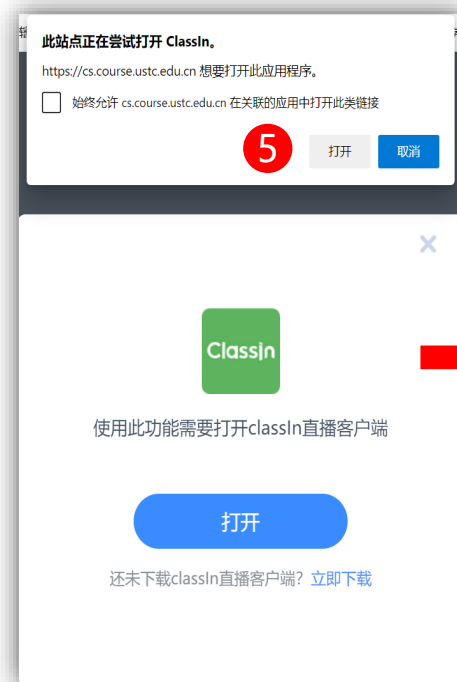 此站点正在尝试打开 ClassIn。
https://cs.course.ustc.edu.cn 想要打开此应用程序。
始终允许 cs.course.ustc.edu.cn 在关联的应用中打开此类链接
5
打开
取消
ClassIn
使用此功能需要打开classIn直播客户端
打开
还未下载classIn直播客户端？立即下载